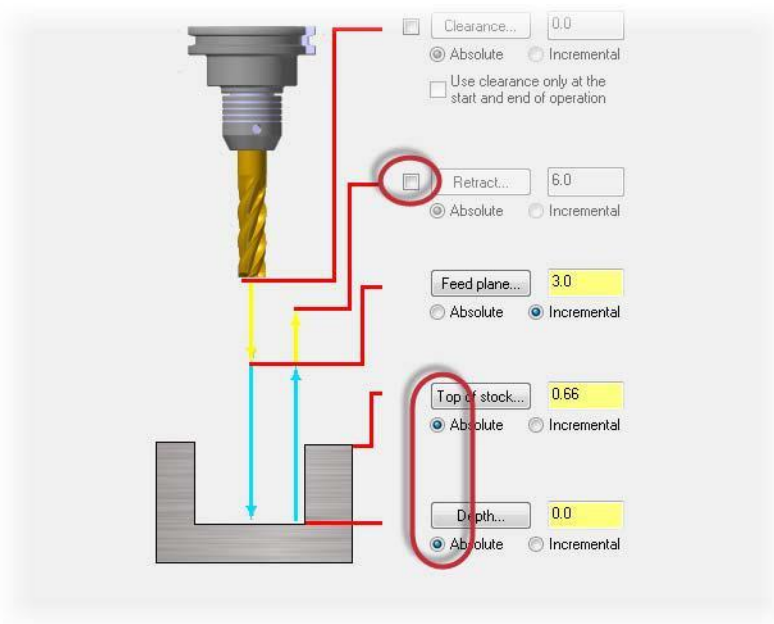 Clearance... 0.0
Absolute Incremental
Use clearance only at the
start and end of operation
Retract... 6.0
Absolute Incremental
Feed plane... 3.0
Absolute Incremental
Top of stock... 0.66
Absolute Incremental
Depth... 0.0
Absolute Incremental